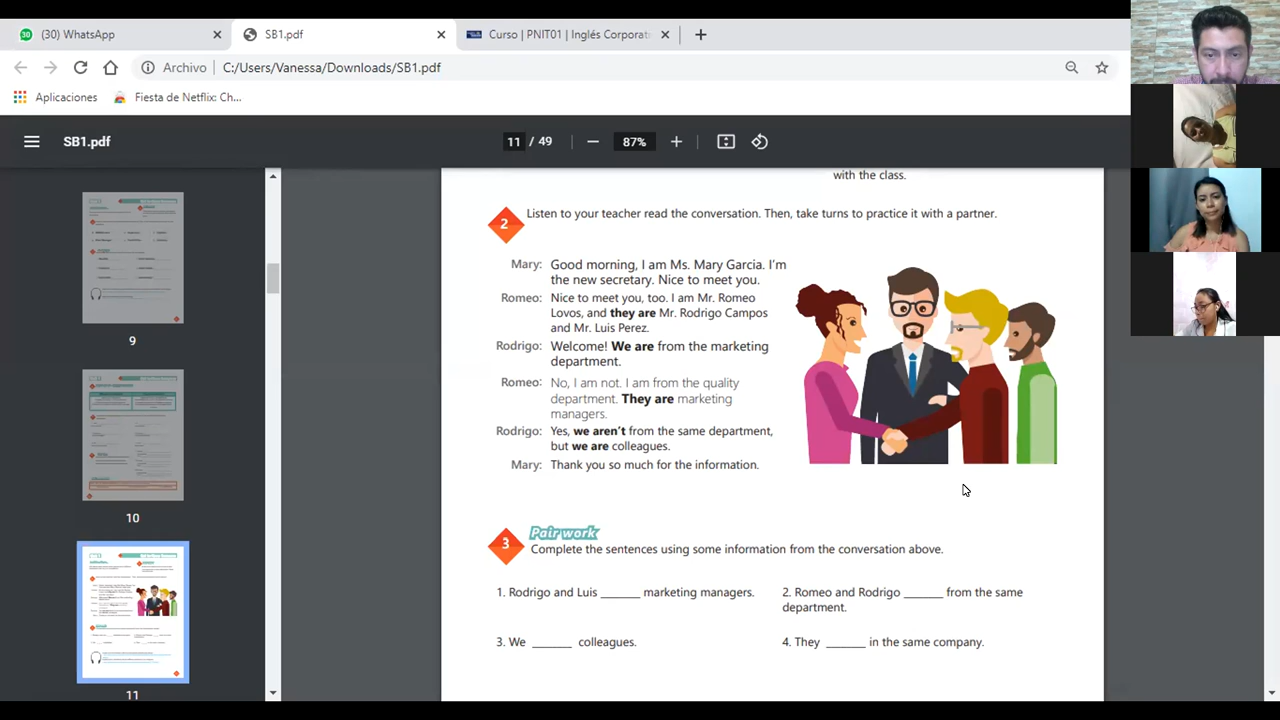 (30) WhatsApp
SB1.pdf
Curso | PNIT01 | Inglés Corporat
Archivo
C:/Users/Vanessa/Downloads/SB1.pdf
Aplicaciones
Fiesta de Netflix: Ch...
SB1.pdf
11 / 49
87%
9
10
11
with the class.
2
Listen to your teacher read the conversation. Then, take turns to practice it with a partner.
Mary: Good morning, I am Ms. Mary Garcia. I'm
the new secretary. Nice to meet you.
Romeo: Nice to meet you, too. I am Mr. Romeo
Lovos, and they are Mr. Rodrigo Campos
and Mr. Luis Perez.
Rodrigo: Welcome! We are from the marketing
department.
Romeo: No, I am not. I am from the quality
department. They are marketing
managers.
Rodrigo: Yes, we aren't from the same department,
but we are colleagues.
Mary: Thank you so much for the information.
3
Pair work
Complete the sentences using some information from the conversation above.
1. Rodrigo and Luis ______ marketing managers.
2. Romeo and Rodrigo ______ from the same
department.
3. We ______ colleagues.
4. They ______ in the same company.